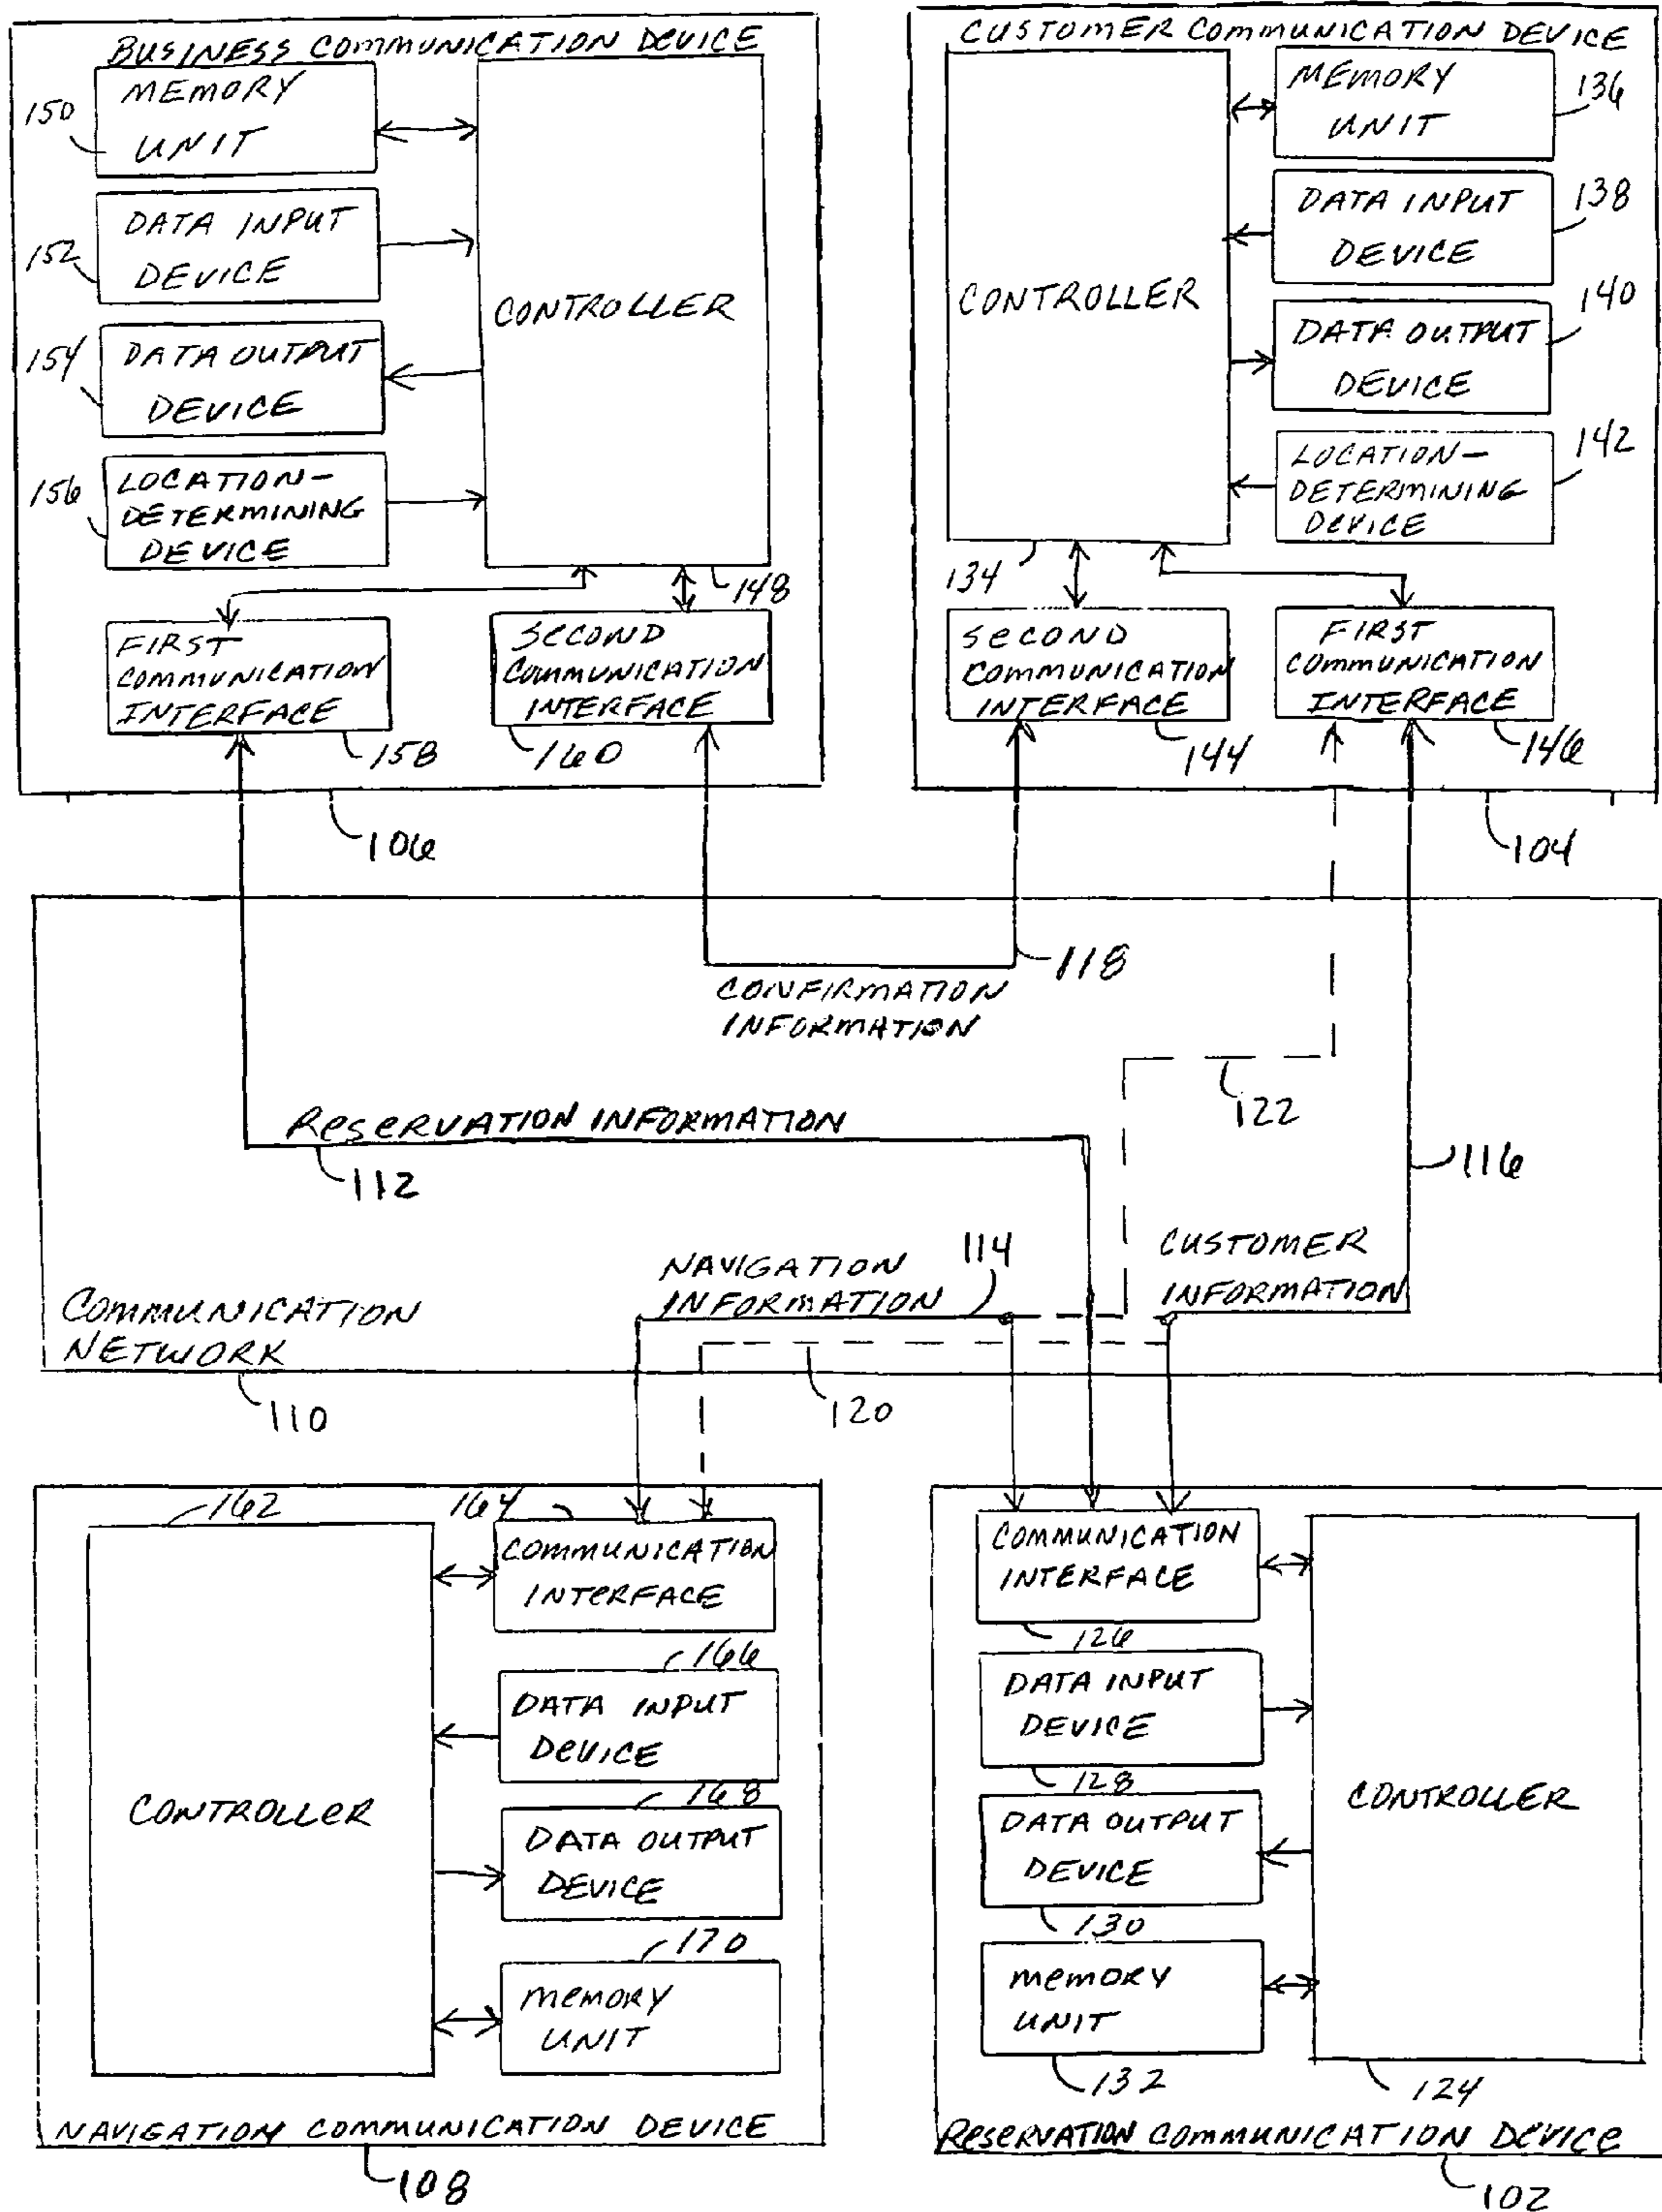 BUSINESS COMMUNICATION DEVICE
150
MEMORY
UNIT
152
DATA INPUT
DEVICE
154
DATA OUTPUT
DEVICE
156
LOCATION-
DETERMINING
DEVICE
CONTROLLER
148
FIRST
COMMUNICATION
INTERFACE
158
SECOND
COMMUNICATION
INTERFACE
160
106
CUSTOMER COMMUNICATION DEVICE
CONTROLLER
134
MEMORY
UNIT
136
DATA INPUT
DEVICE
138
DATA OUTPUT
DEVICE
140
LOCATION-
DETERMINING
DEVICE
142
SECOND
COMMUNICATION
INTERFACE
144
FIRST
COMMUNICATION
INTERFACE
146
104
118
CONFIRMATION
INFORMATION
122
RESERVATION INFORMATION
112
116
NAVIGATION
INFORMATION
114
CUSTOMER
INFORMATION
COMMUNICATION
NETWORK
110
120
162
164
COMMUNICATION
INTERFACE
166
DATA INPUT
DEVICE
168
CONTROLLER
DATA OUTPUT
DEVICE
170
MEMORY
UNIT
NAVIGATION COMMUNICATION DEVICE
108
COMMUNICATION
INTERFACE
126
DATA INPUT
DEVICE
128
CONTROLLER
DATA OUTPUT
DEVICE
130
MEMORY
UNIT
132
124
RESERVATION COMMUNICATION DEVICE
102